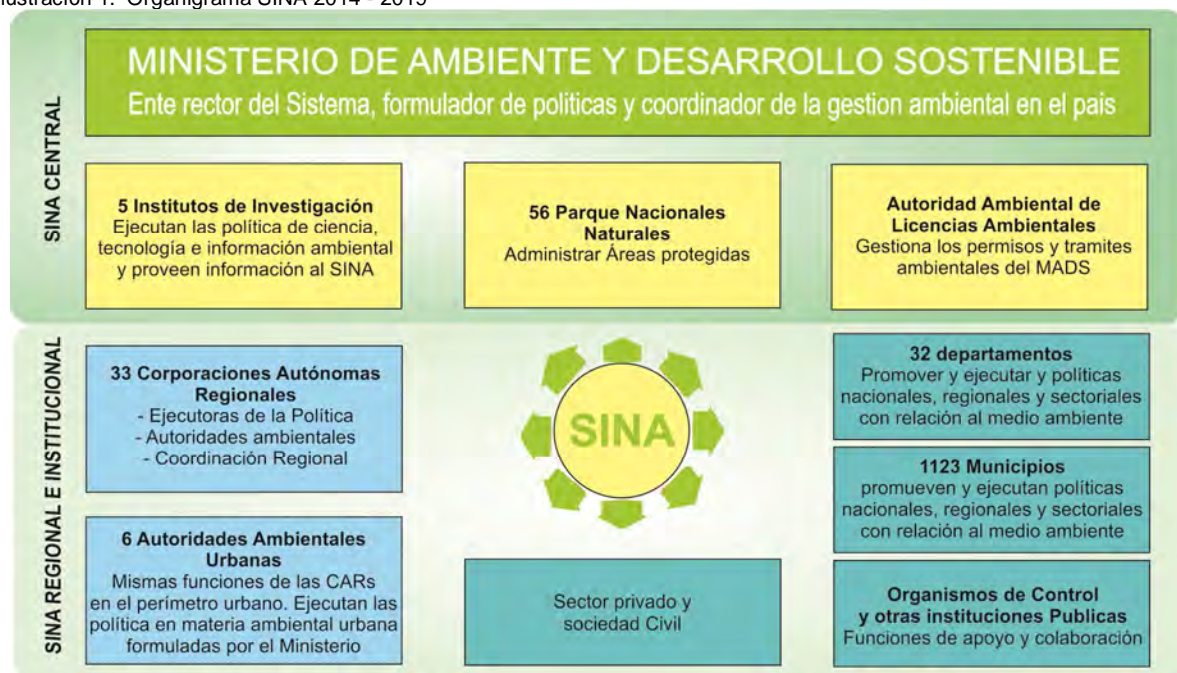 Ilustración 1. Organigrama SINA 2014 - 2019
MINISTERIO DE AMBIENTE Y DESARROLLO SOSTENIBLE
Ente rector del Sistema, formulador de politicas y coordinador de la gestion ambiental en el pais
SINA CENTRAL
5 Institutos de Investigación
Ejecutan las política de ciencia,
tecnología e información ambiental
y proveen información al SINA
56 Parque Nacionales
Naturales
Administrar Áreas protegidas
Autoridad Ambiental de
Licencias Ambientales
Gestiona los permisos y tramites
ambientales del MADS
SINA REGIONAL E INSTITUCIONAL
33 Corporaciones Autónomas
Regionales
- Ejecutoras de la Política
- Autoridades ambientales
- Coordinación Regional
6 Autoridades Ambientales
Urbanas
Mismas funciones de las CARs
en el perímetro urbano. Ejecutan las
política en materia ambiental urbana
formuladas por el Ministerio
SINA
Sector privado y
sociedad Civil
32 departamentos
Promover y ejecutar y políticas
nacionales, regionales y sectoriales
con relación al medio ambiente
1123 Municipios
promueven y ejecutan políticas
nacionales, regionales y sectoriales
con relación al medio ambiente
Organismos de Control
y otras instituciones Publicas
Funciones de apoyo y colaboración